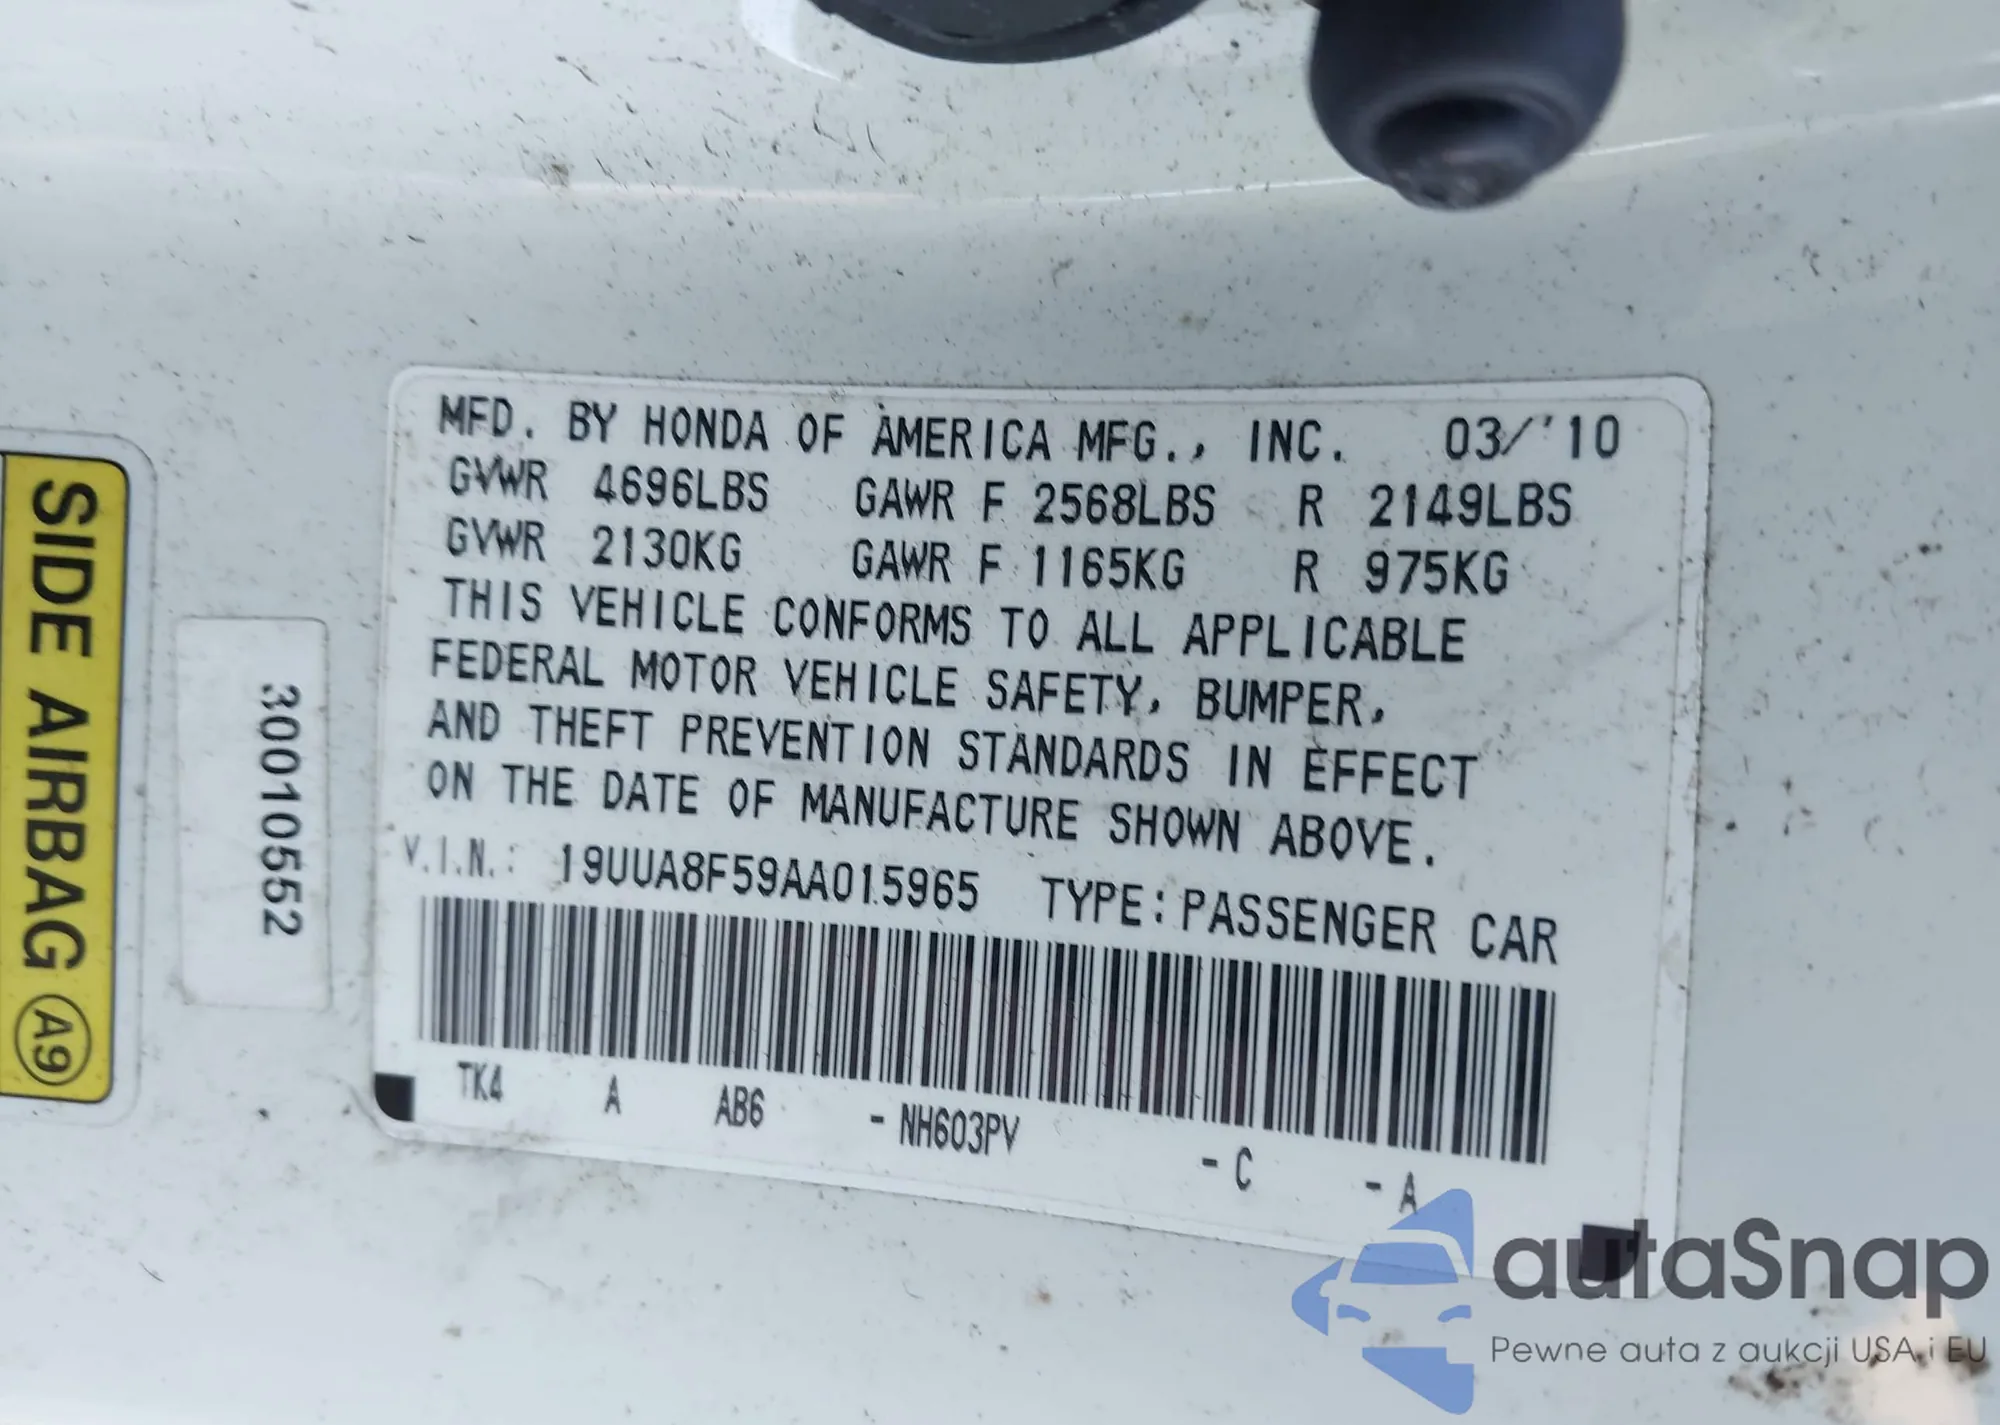 MFD. BY HONDA OF AMERICA MFG., INC. 03/'10
GVWR 4696LBS GAWR F 2568LBS R 2149LBS
GVWR 2130KG GAWR F 1165KG R 975KG
THIS VEHICLE CONFORMS TO ALL APPLICABLE
FEDERAL MOTOR VEHICLE SAFETY, BUMPER,
AND THEFT PREVENTION STANDARDS IN EFFECT
ON THE DATE OF MANUFACTURE SHOWN ABOVE.
V.I.N.: 19UUA8F59AA015965 TYPE: PASSENGER CAR
TK4 A AB6 - NH603PV - C - A
SIDE AIRBAG A9
30010552
autaSnap
Pewne auta z aukcji USA i EU